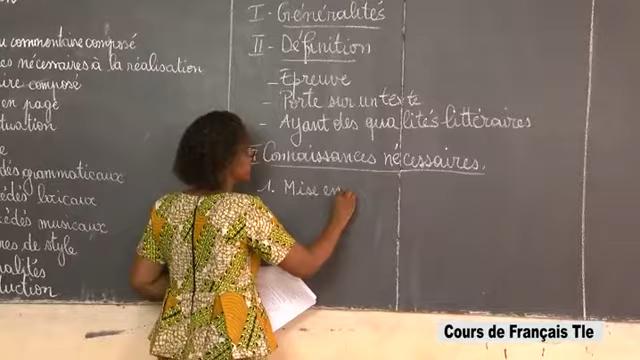 u commentaire composé
es nécessaires à la réalisation
ire composé
en page
tuation
e
dés grammaticaux
édés lexicaux
cédés musicaux
res de style
alités
duction
I - Généralités
II - Définition
- Epreuve
- Porte sur un texte
- Ayant des qualités littéraires
Connaissances nécessaires.
1. Mise en
Cours de Français Tle